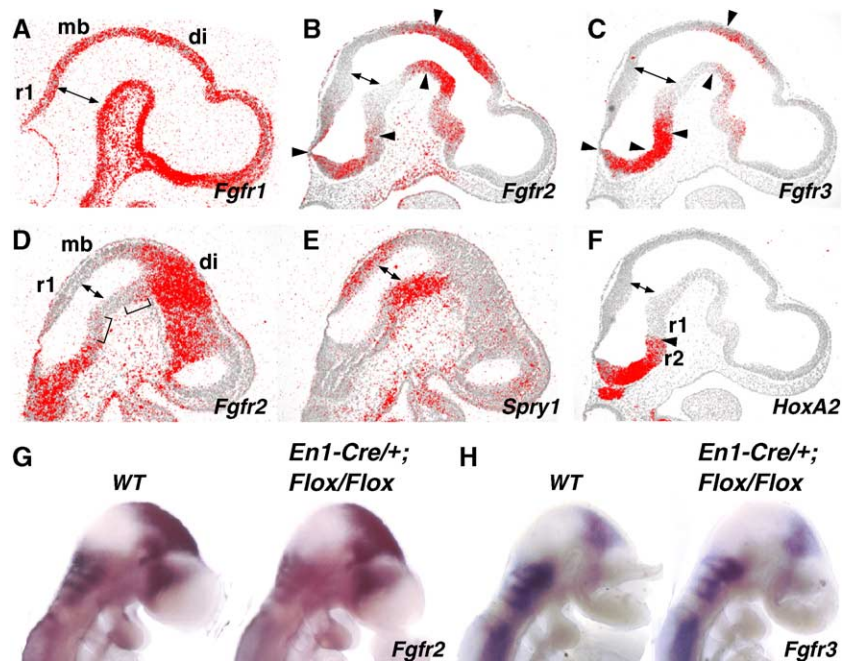 A mb di r1 Fgfr1
B Fgfr2
C Fgfr3
D mb di r1 Fgfr2
E Spry1
F r1 r2 HoxA2
G WT En1-Cre/+; Flox/Flox Fgfr2
H WT En1-Cre/+; Flox/Flox Fgfr3